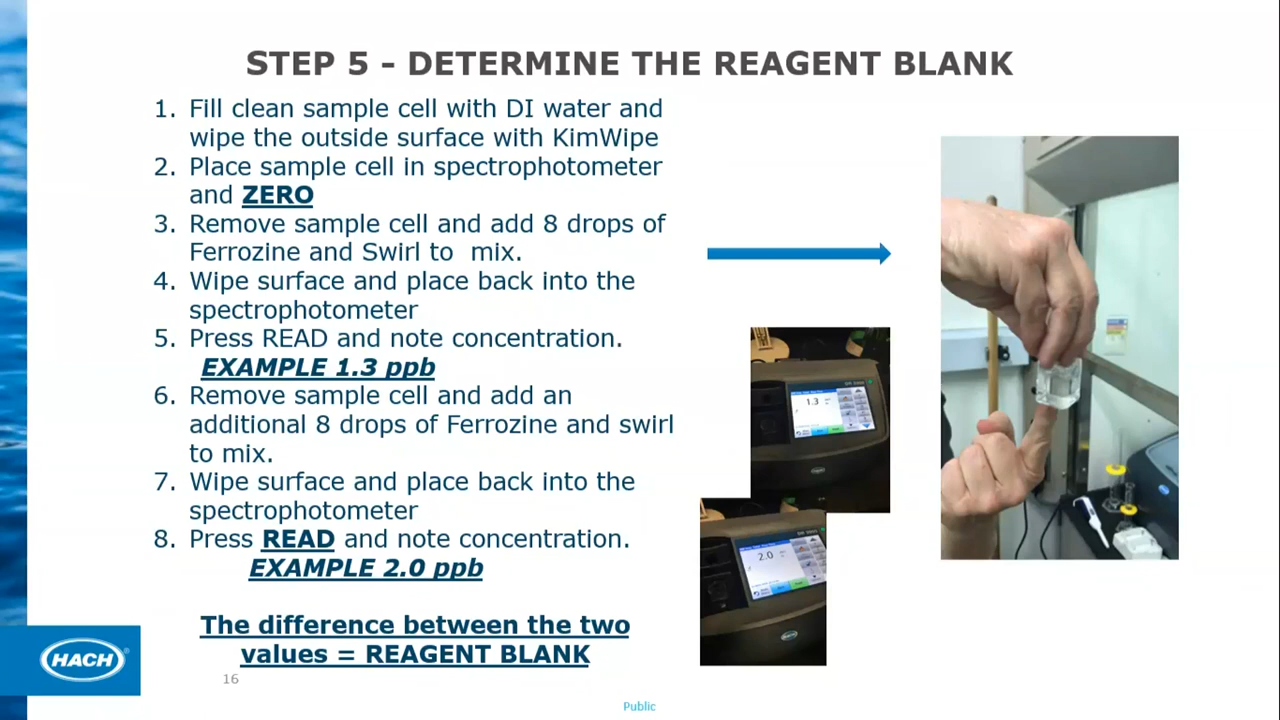 STEP 5 - DETERMINE THE REAGENT BLANK
1. Fill clean sample cell with DI water and
wipe the outside surface with KimWipe
2. Place sample cell in spectrophotometer
and ZERO
3. Remove sample cell and add 8 drops of
Ferrozine and Swirl to  mix.
4. Wipe surface and place back into the
spectrophotometer
5. Press READ and note concentration.
EXAMPLE 1.3 ppb
6. Remove sample cell and add an
additional 8 drops of Ferrozine and swirl
to mix.
7. Wipe surface and place back into the
spectrophotometer
8. Press READ and note concentration.
EXAMPLE 2.0 ppb
The difference between the two
values = REAGENT BLANK
1.3
2.0
HACH®
16
Public